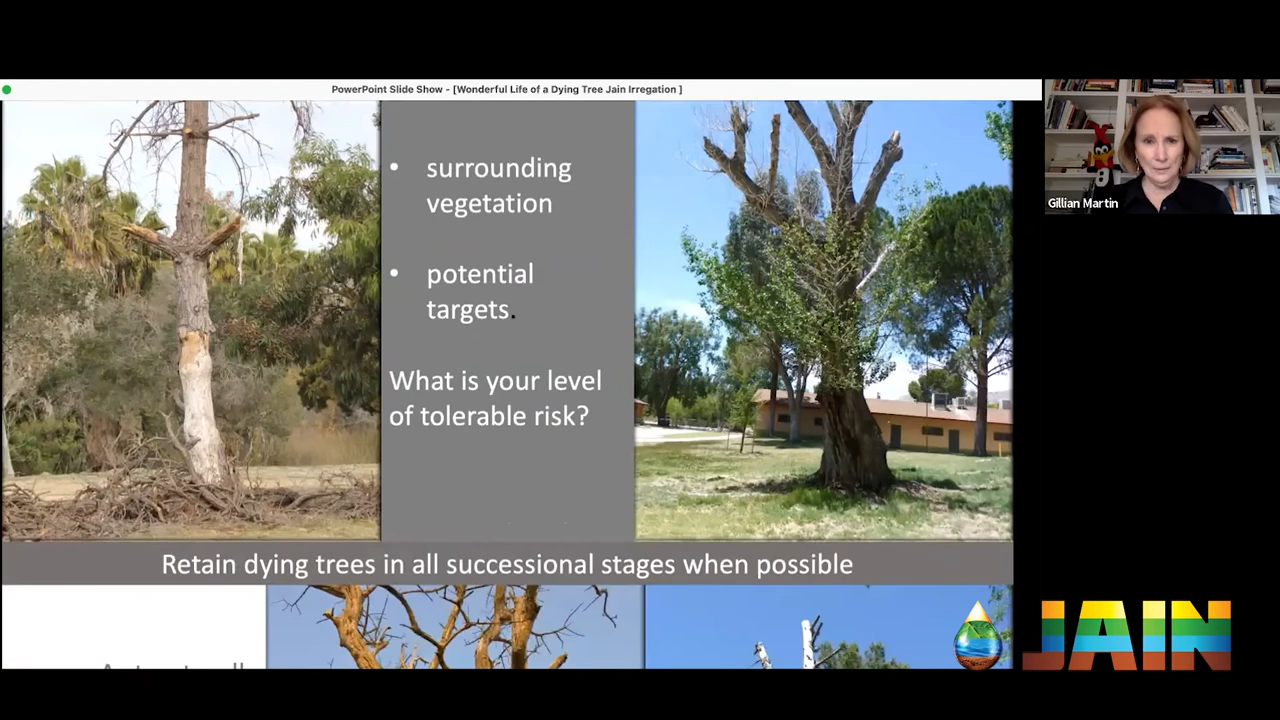 PowerPoint Slide Show - [Wonderful Life of a Dying Tree Jain Irregation ]
• surrounding
vegetation
• potential
targets.
What is your level
of tolerable risk?
Retain dying trees in all successional stages when possible
Gillian Martin
JAIN